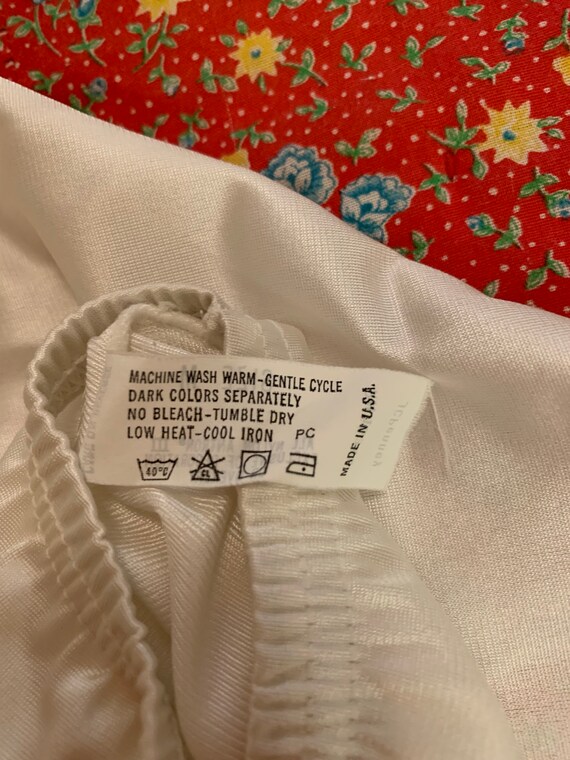 MACHINE WASH WARM-GENTLE CYCLE
DARK COLORS SEPARATELY
NO BLEACH-TUMBLE DRY
LOW HEAT-COOL IRON PC
40°C CL
MADE IN U.S.A.